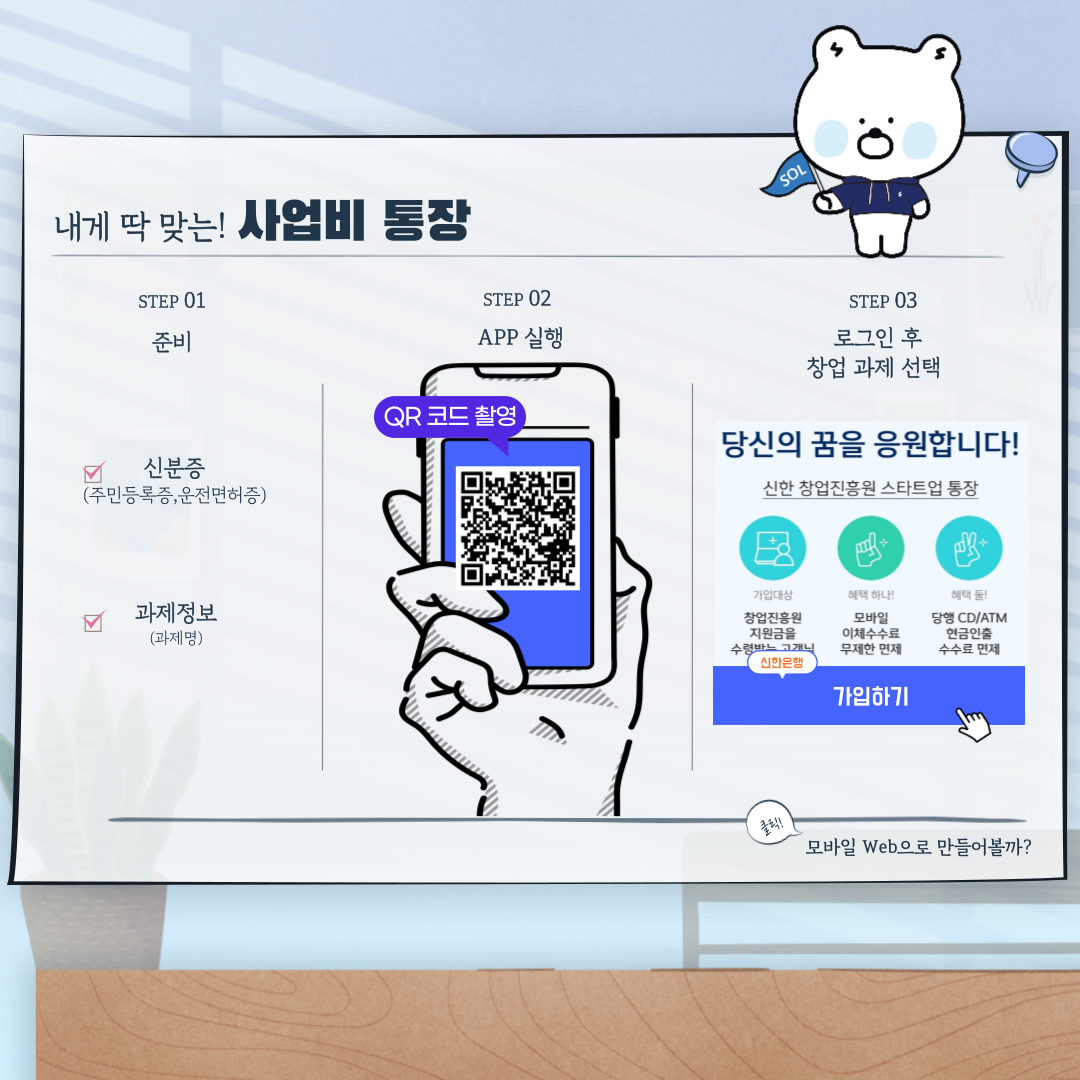 SOL
내게 딱 맞는! 사업비 통장
STEP 01
준비
신분증
(주민등록증,운전면허증)
과제정보
(과제명)
STEP 02
APP 실행
QR 코드 촬영
STEP 03
로그인 후
창업 과제 선택
당신의 꿈을 응원합니다!
신한 창업진흥원 스타트업 통장
가입대상
창업진흥원
지원금을
수령받는 고객님
혜택 하나!
모바일
이체수수료
무제한 면제
혜택 둘!
당행 CD/ATM
현금인출
수수료 면제
신한은행
가입하기
클릭!
모바일 Web으로 만들어볼까?